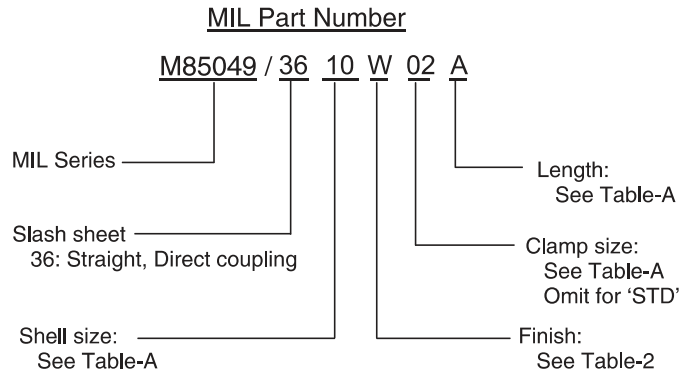 MIL Part Number
M85049 / 36 10 W 02 A
MIL Series
Length:
See Table-A
Slash sheet
36: Straight, Direct coupling
Clamp size:
See Table-A
Omit for ‘STD’
Shell size:
See Table-A
Finish:
See Table-2